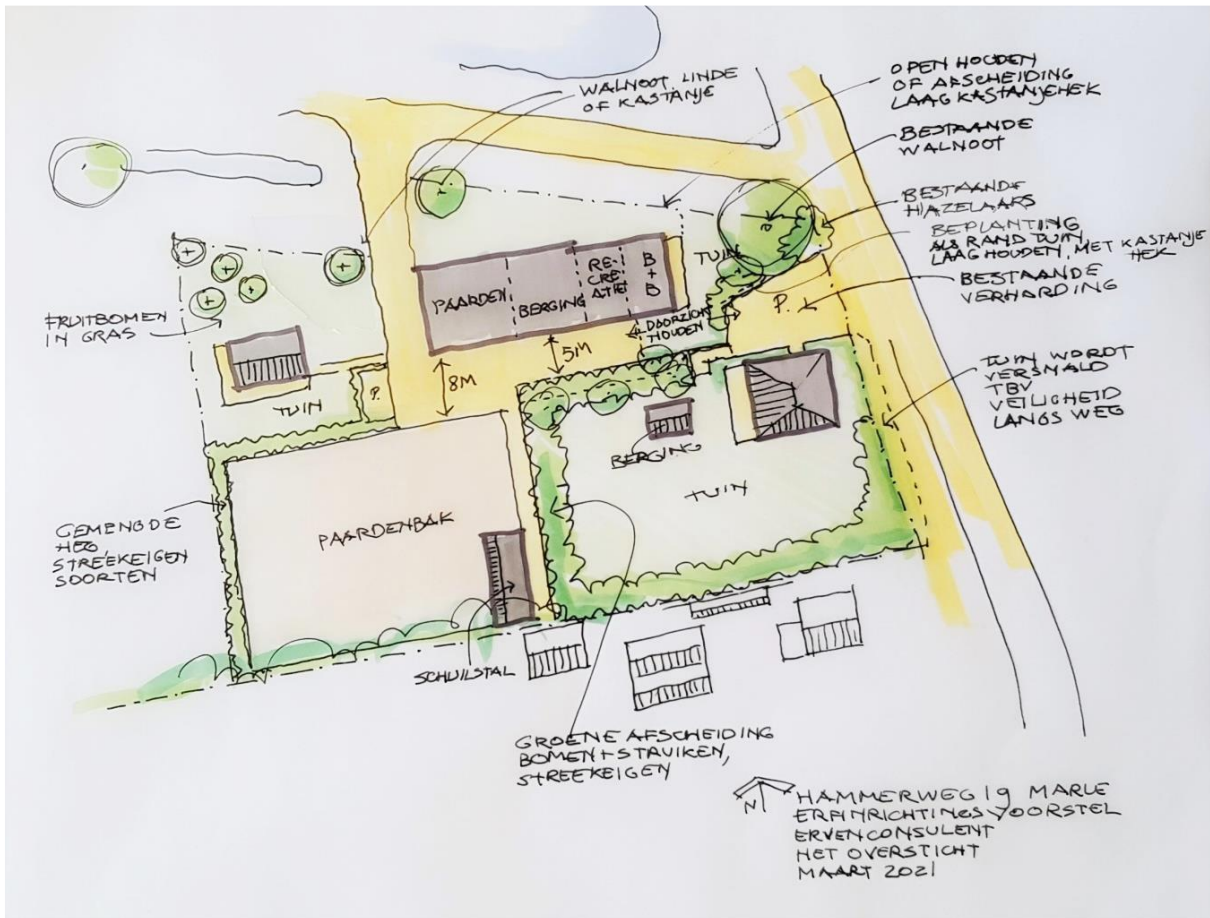 WALNOOT, LINDE
OF KASTANJE
OPEN HOUDEN
OF AFSCHEIDING
LAAG KASTANJEHEK
BESTAANDE
WALNOOT
BESTAANDE
HAZELAARS
BEPLANTING
ALS RAND TUIN,
LAAG HOUDEN, MET KASTANJE
HEK
BESTAANDE
VERHARDING
TUIN
RE-
CRE-
ATIE
B
+
B
PAARDEN
BERGING
P.
DOORZICHT
HOUDEN
FRUITBOMEN
IN GRAS
5M
8M
TUIN
P.
TUIN WORDT
VERSMALD
TBV
VEILIGHEID
LANGS WEG
BERGING
TUIN
PAARDENBAK
GEMENGDE
HEG,
STREEKEIGEN
SOORTEN
SCHUILSTAL
GROENE AFSCHEIDING
BOMEN + STRUIKEN,
STREEKEIGEN
N
HAMMERWEG 19 MARLE
ERFINRICHTINGSVOORSTEL
ERVENCONSULENT
HET OVERSTICHT
MAART 2021